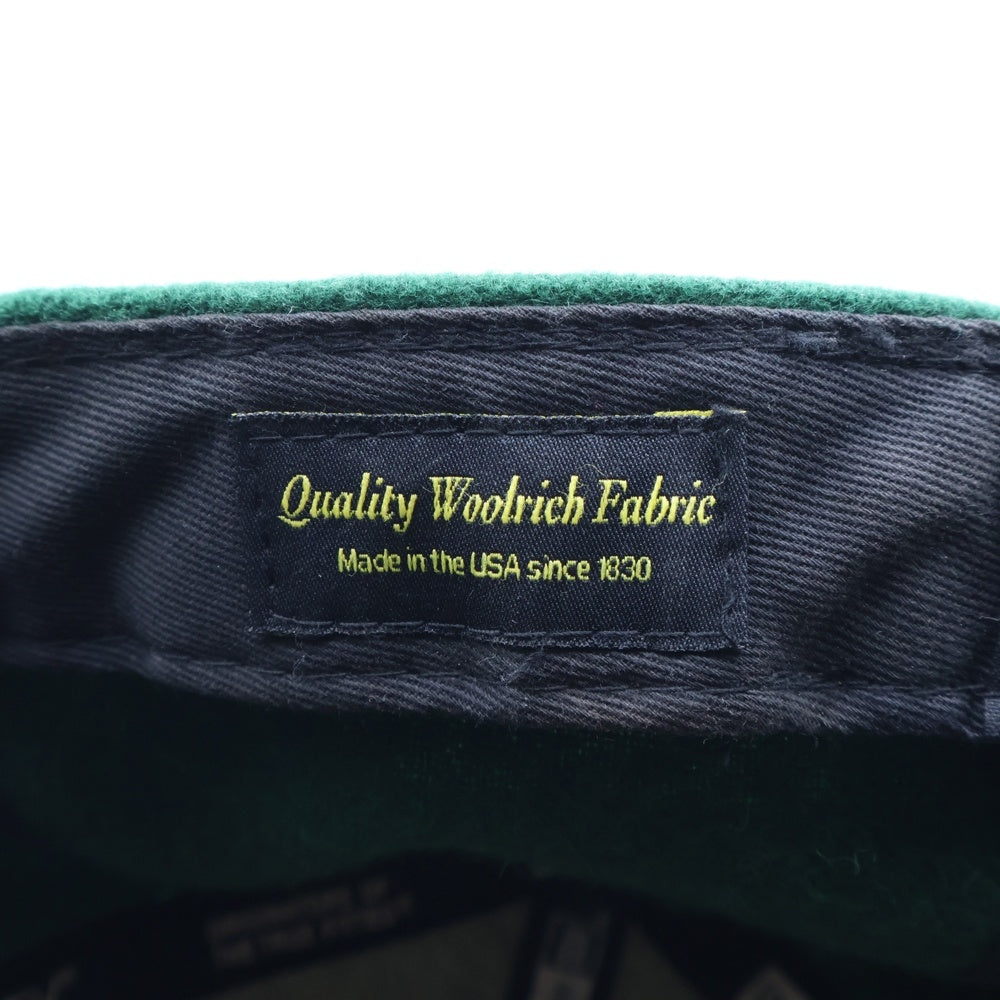 Quality Woolrich Fabric
Made in the USA since 1830